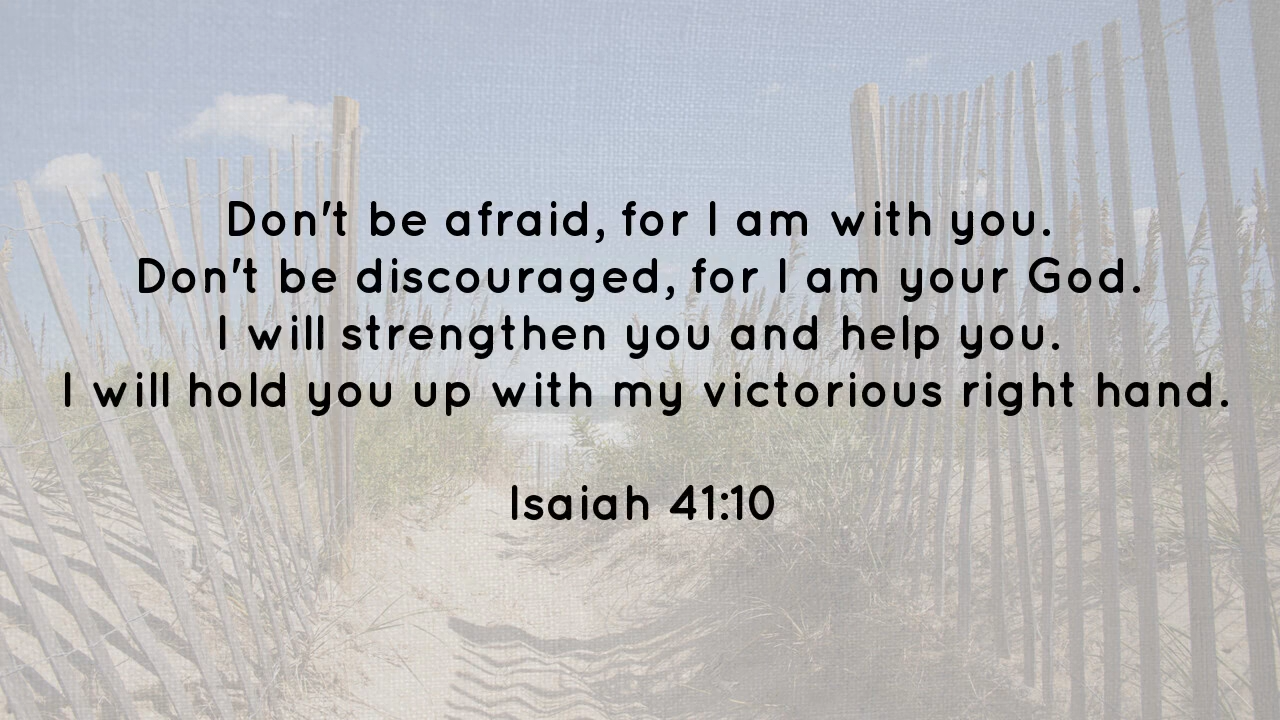 Don't be afraid, for I am with you.
Don't be discouraged, for I am your God.
I will strengthen you and help you.
I will hold you up with my victorious right hand.
Isaiah 41:10